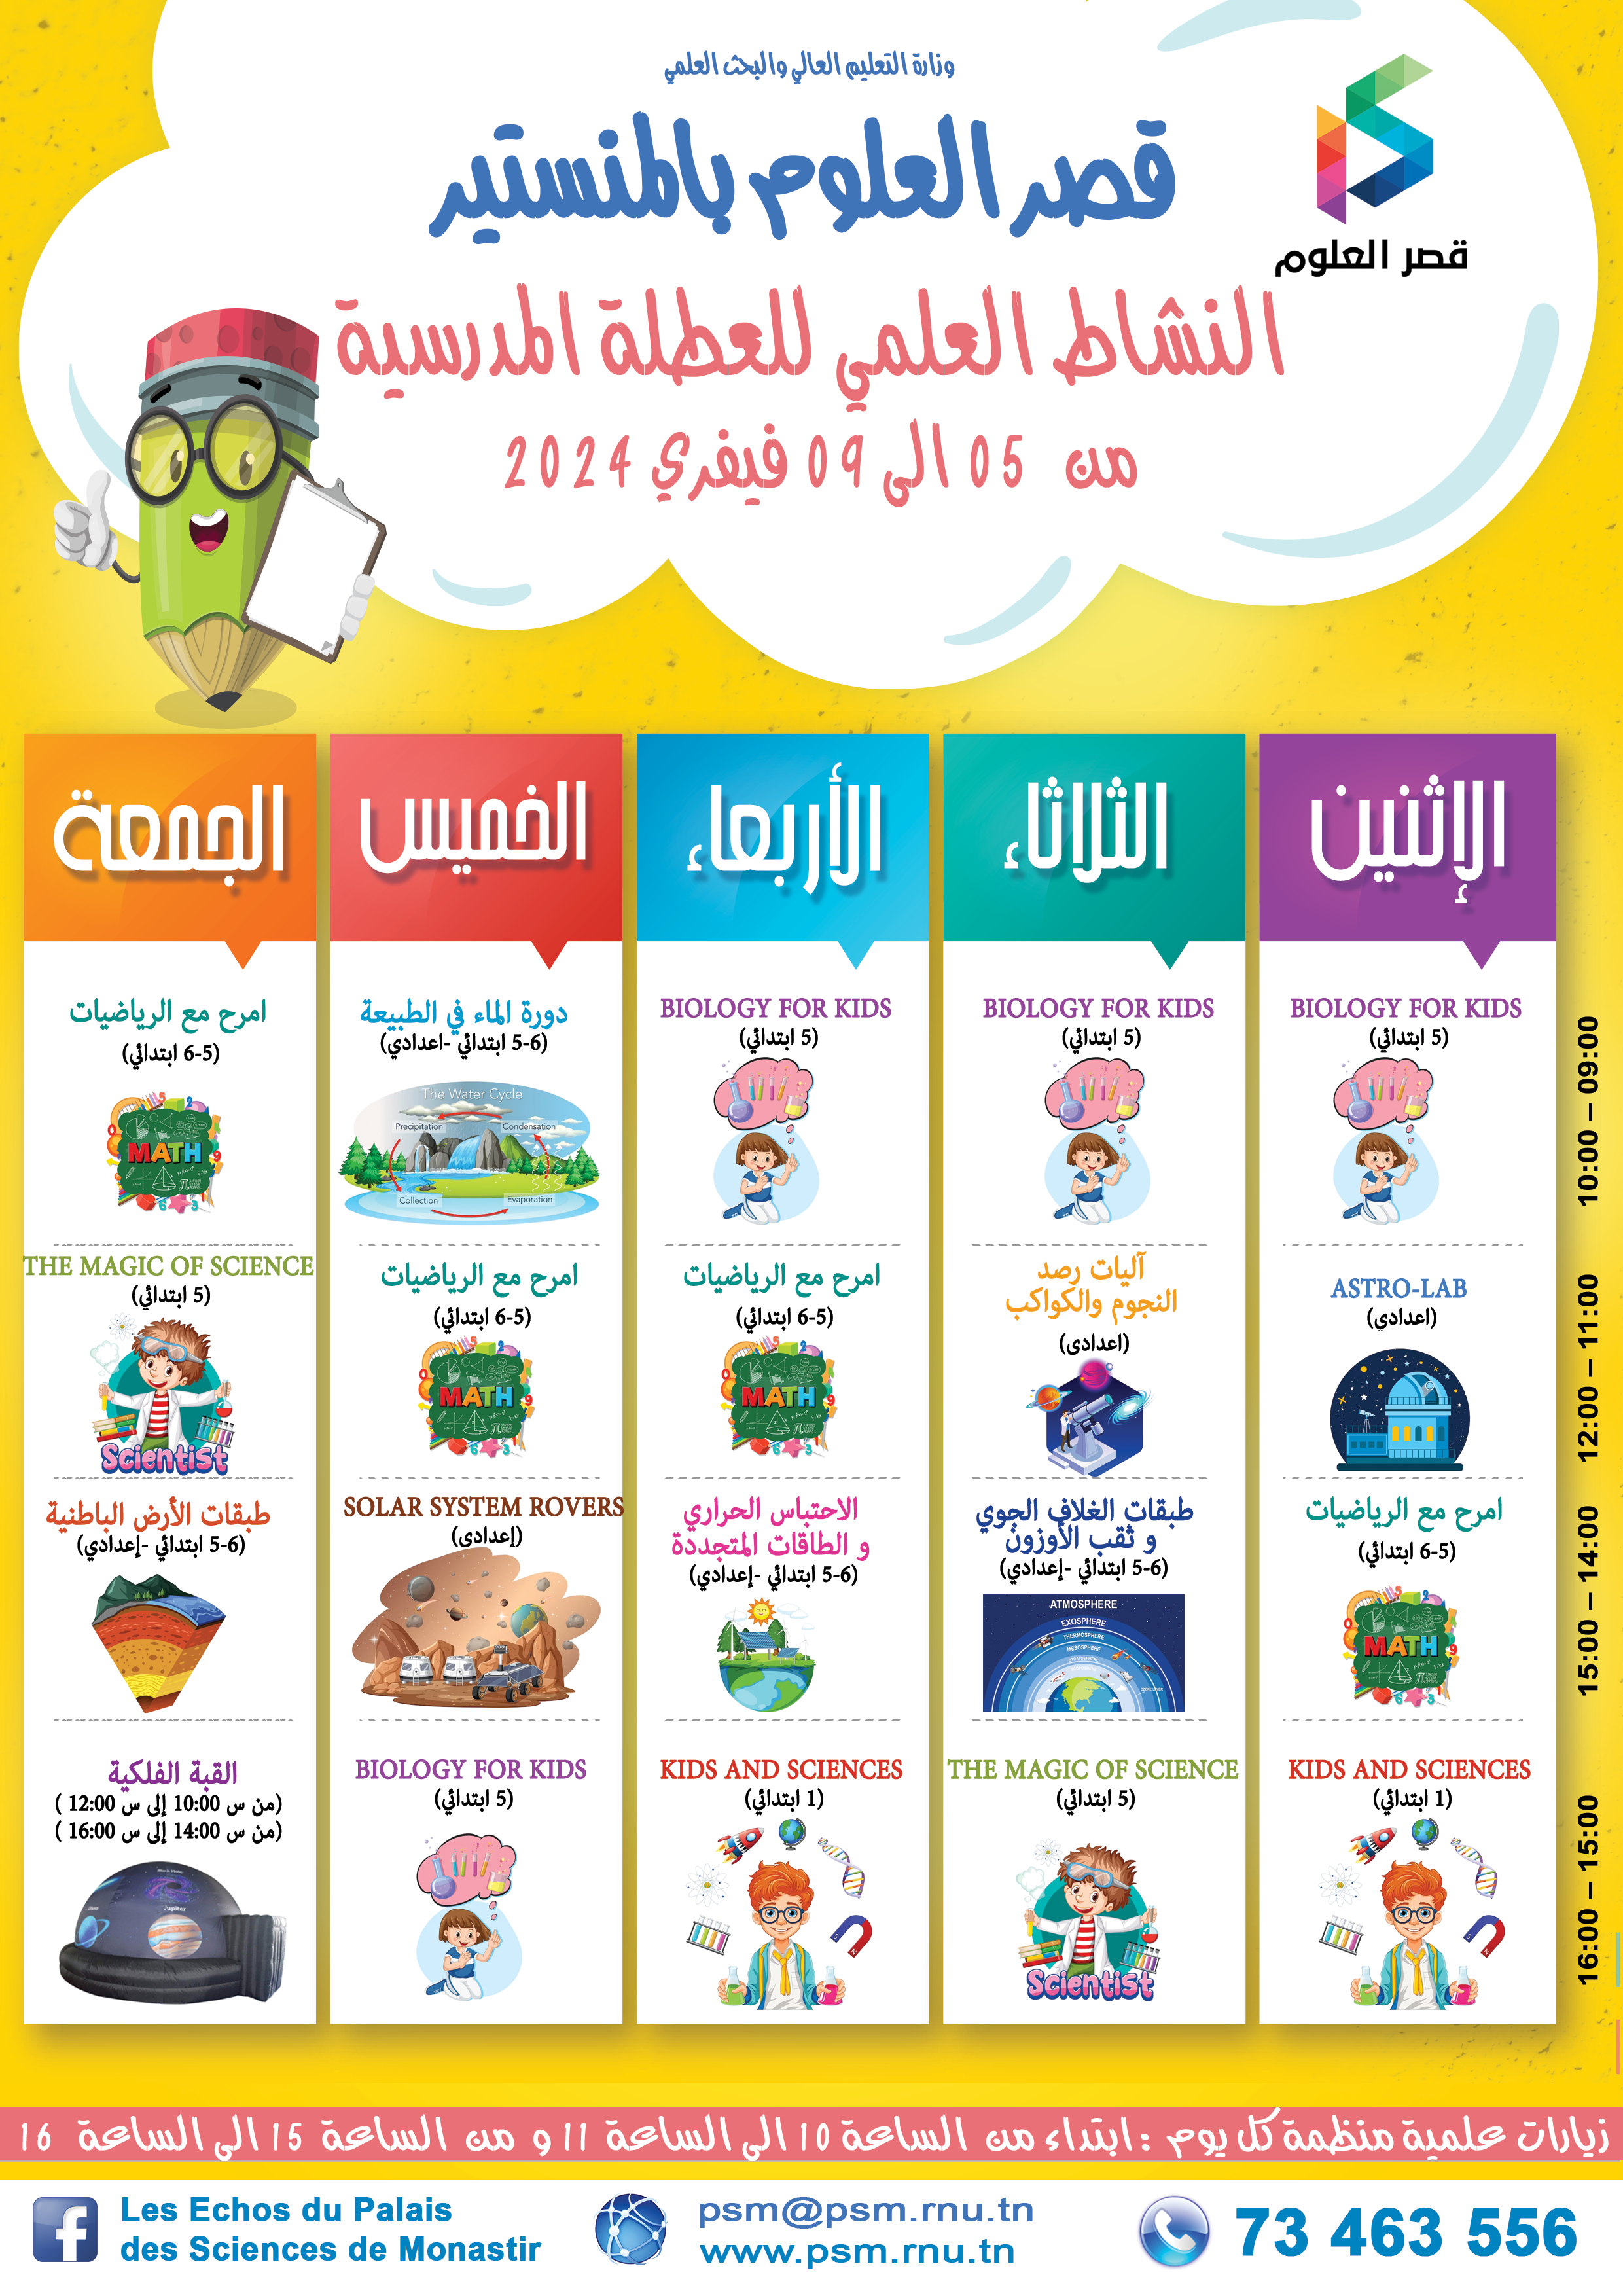 وزارة التعليم العالي والبحث العلمي
قصر العلوم بالمنستير
قصر العلوم
النشاط العلمي للعطلة المدرسية
من 05 الى 09 فيفري 2024
الإثنين
الثلاثاء
الأربعاء
الخميس
الجمعة
09:00 – 10:00
BIOLOGY FOR KIDS
(5 ابتدائي)
BIOLOGY FOR KIDS
(5 ابتدائي)
BIOLOGY FOR KIDS
(5 ابتدائي)
دورة الماء في الطبيعة
(5-6 ابتدائي -اعدادي)
The Water Cycle
Precipitation
Condensation
Collection
Evaporation
امرح مع الرياضيات
(5-6 ابتدائي)
MATH
11:00 – 12:00
ASTRO-LAB
(اعدادى)
آليات رصد
النجوم والكواكب
(اعدادى)
امرح مع الرياضيات
(5-6 ابتدائي)
MATH
امرح مع الرياضيات
(5-6 ابتدائي)
MATH
THE MAGIC OF SCIENCE
(5 ابتدائي)
Scientist
14:00 – 15:00
امرح مع الرياضيات
(5-6 ابتدائي)
MATH
طبقات الغلاف الجوي
و ثقب الأوزون
(5-6 ابتدائي -إعدادي)
ATMOSPHERE
EXOSPHERE
THERMOSPHERE
MESOSPHERE
STRATOSPHERE
الاحتباس الحراري
و الطاقات المتجددة
(5-6 ابتدائي -إعدادي)
SOLAR SYSTEM ROVERS
(إعدادى)
طبقات الأرض الباطنية
(5-6 ابتدائي -إعدادي)
15:00 – 16:00
KIDS AND SCIENCES
(1 ابتدائي)
THE MAGIC OF SCIENCE
(5 ابتدائي)
Scientist
KIDS AND SCIENCES
(1 ابتدائي)
BIOLOGY FOR KIDS
(5 ابتدائي)
القبة الفلكية
(من س 10:00 إلى س 12:00 )
(من س 14:00 إلى س 16:00 )
Jupiter
زيارات علمية منظمة كل يوم : ابتداء من الساعة 10 الى الساعة 11 و من الساعة 15 الى الساعة 16
Les Echos du Palais
des Sciences de Monastir
psm@psm.rnu.tn
www.psm.rnu.tn
73 463 556